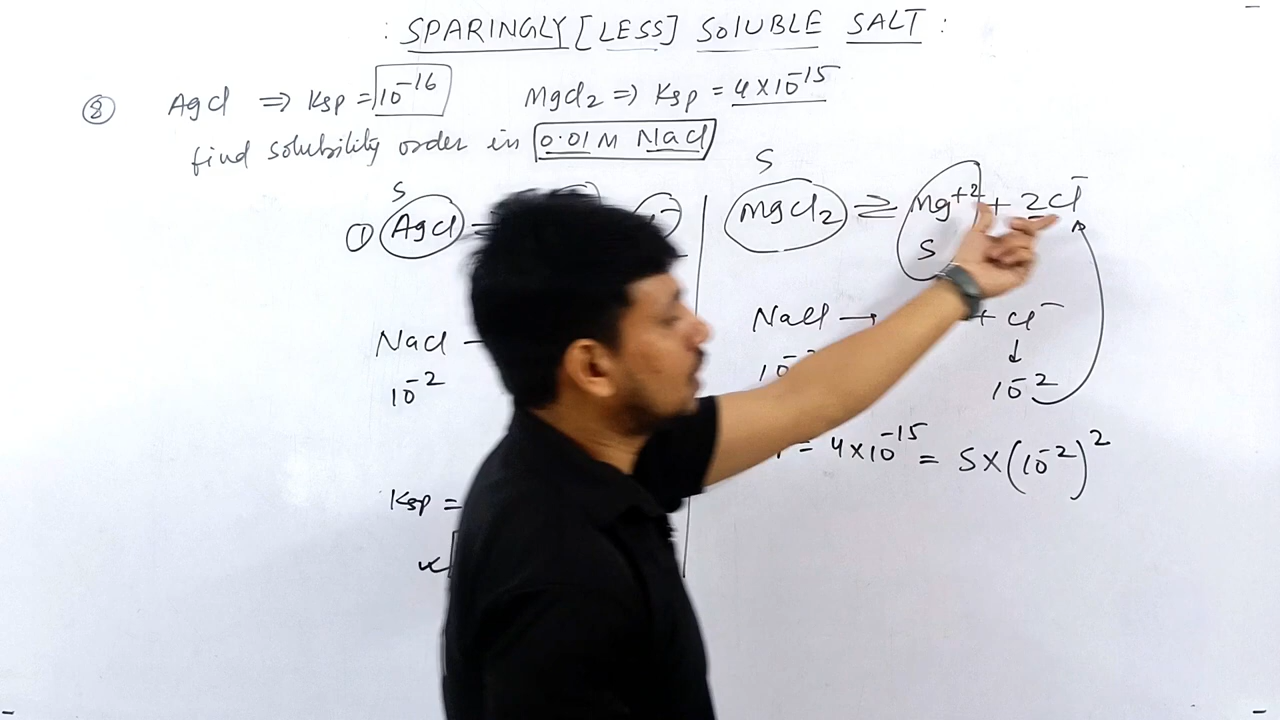 : SPARINGLY [LESS] SOLUBLE SALT :
⑧ AgCl ⇒ Ksp = 10⁻¹⁶ MgCl₂ ⇒ Ksp = 4×10⁻¹⁵
find solubility order in 0.01 M NaCl
S
① AgCl
NaCl
10⁻²
Ksp =
S
MgCl₂ ⇌ Mg⁺² + 2Cl⁻
S
NaCl → + Cl⁻
↓
10⁻²
= 4×10⁻¹⁵ = S×(10⁻²)²